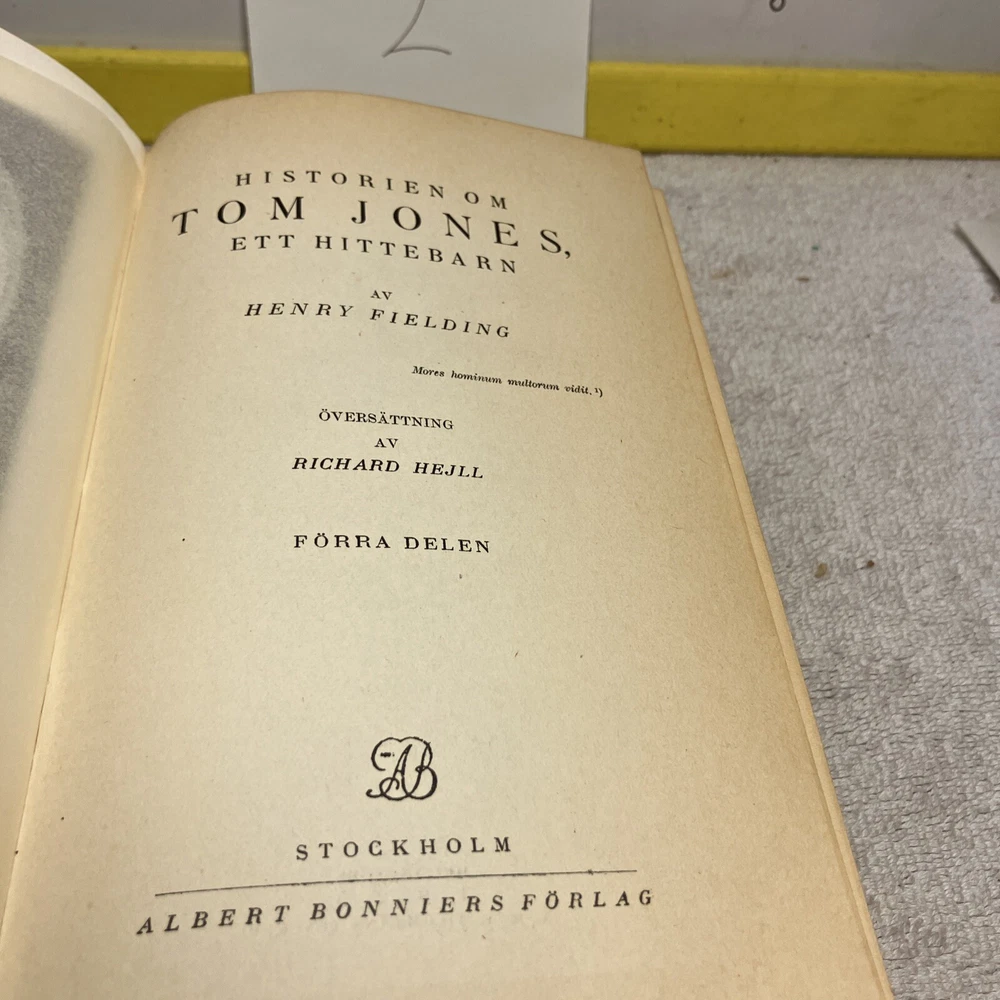 2
HISTORIEN OM
TOM JONES,
ETT HITTEBARN
AV
HENRY FIELDING
Mores hominum multorum vidit.¹)
ÖVERSÄTTNING
AV
RICHARD HEJLL
FÖRRA DELEN
AB
STOCKHOLM
ALBERT BONNIERS FÖRLAG